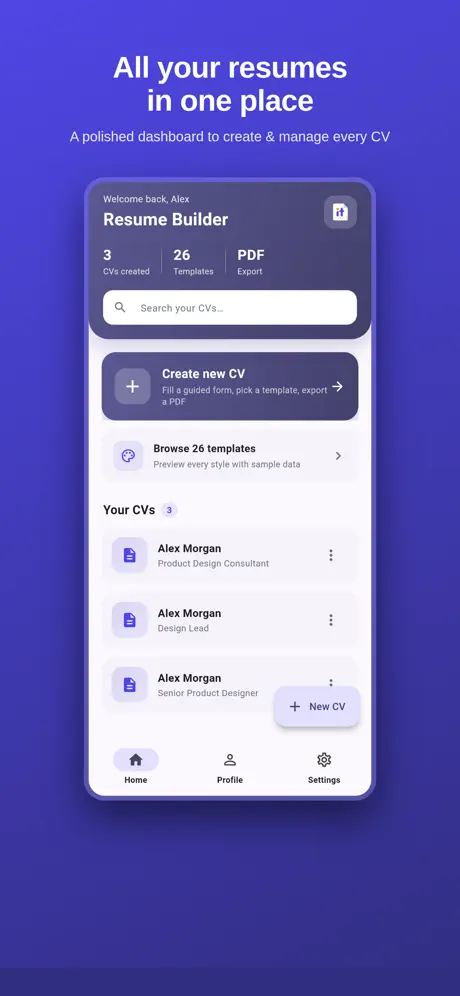 All your resumes
in one place
A polished dashboard to create & manage every CV
Welcome back, Alex
Resume Builder
it
3
CVs created
26
Templates
PDF
Export
Search your CVs…
Create new CV
Fill a guided form, pick a template, export
a PDF
Browse 26 templates
Preview every style with sample data
Your CVs 3
Alex Morgan
Product Design Consultant
Alex Morgan
Design Lead
Alex Morgan
Senior Product Designer
New CV
Home
Profile
Settings